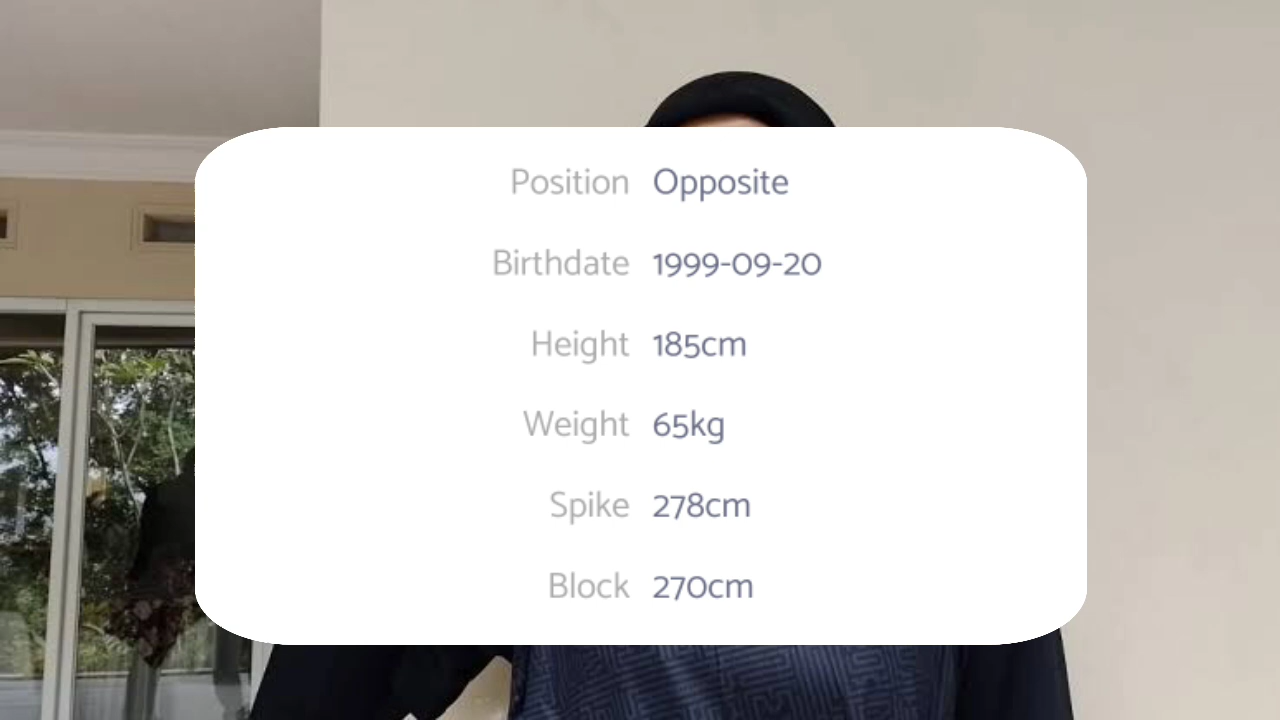 Position Opposite
Birthdate 1999-09-20
Height 185cm
Weight 65kg
Spike 278cm
Block 270cm